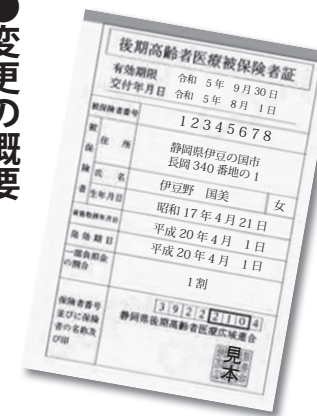 ●変更の概要
後期高齢者医療被保険者証
有効期限 令和 5年 9月30日
交付年月日 令和 5年 8月 1日
被保険者番号 12345678
被保険者
住所 静岡県伊豆の国市
長岡340番地の1
氏名 伊豆野 国美 女
生年月日 昭和17年4月21日
資格取得年月日 平成20年4月 1日
発効期日 平成20年4月 1日
一部負担金
の割合 1割
保険者番号
並びに保険
者の名称及
び印
39222104
静岡県後期高齢者医療広域連合
見本